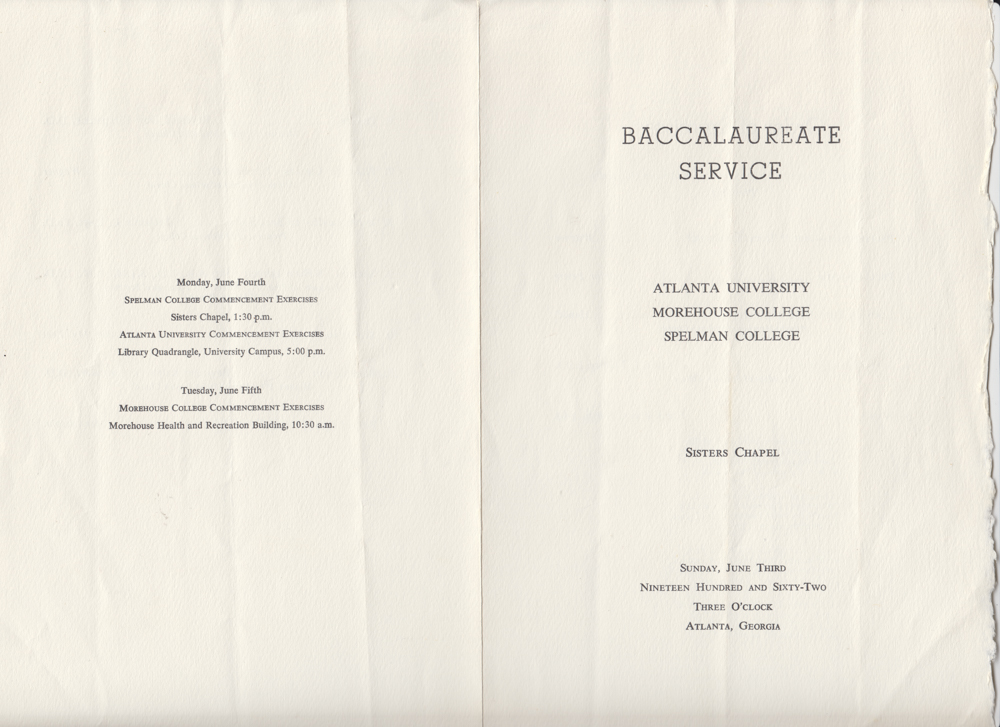 Monday, June Fourth
Spelman College Commencement Exercises
Sisters Chapel, 1:30 p.m.
Atlanta University Commencement Exercises
Library Quadrangle, University Campus, 5:00 p.m.
Tuesday, June Fifth
Morehouse College Commencement Exercises
Morehouse Health and Recreation Building, 10:30 a.m.
BACCALAUREATE
SERVICE
ATLANTA UNIVERSITY
MOREHOUSE COLLEGE
SPELMAN COLLEGE
Sisters Chapel
Sunday, June Third
Nineteen Hundred and Sixty-Two
Three O'clock
Atlanta, Georgia